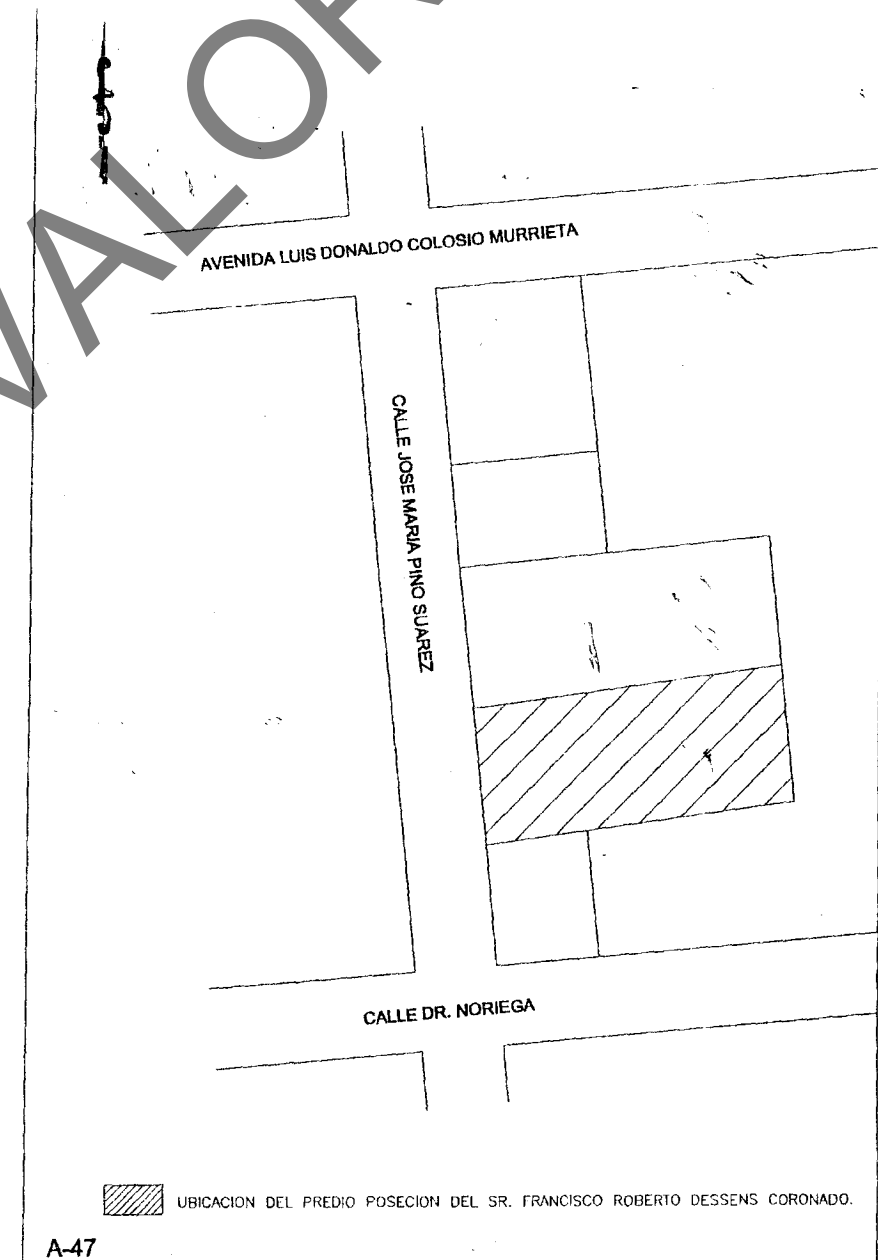 VALOR
AVENIDA LUIS DONALDO COLOSIO MURRIETA
CALLE JOSE MARIA PINO SUAREZ
CALLE DR. NORIEGA
UBICACION DEL PREDIO POSECION DEL SR. FRANCISCO ROBERTO DESSENS CORONADO.
A-47